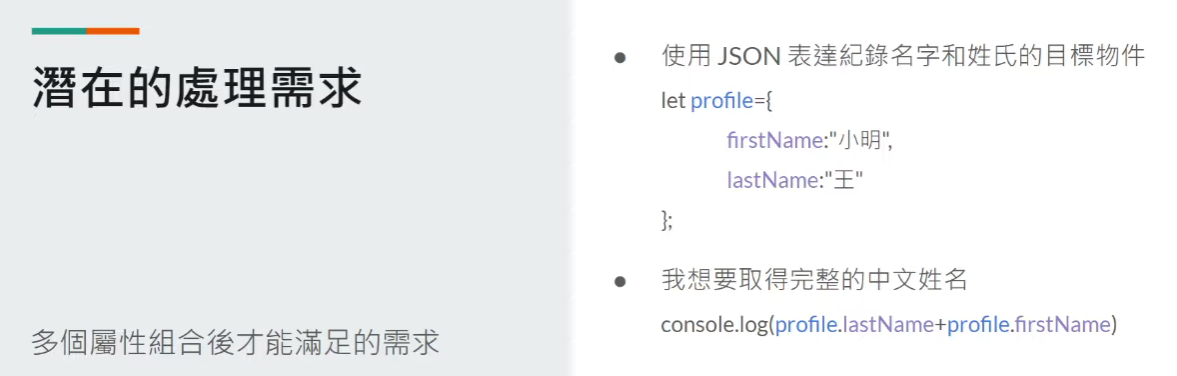 潛在的處理需求
多個屬性組合後才能滿足的需求
● 使用 JSON 表達紀錄名字和姓氏的目標物件
let profile={
firstName:"小明",
lastName:"王"
};
● 我想要取得完整的中文姓名
console.log(profile.lastName+profile.firstName)